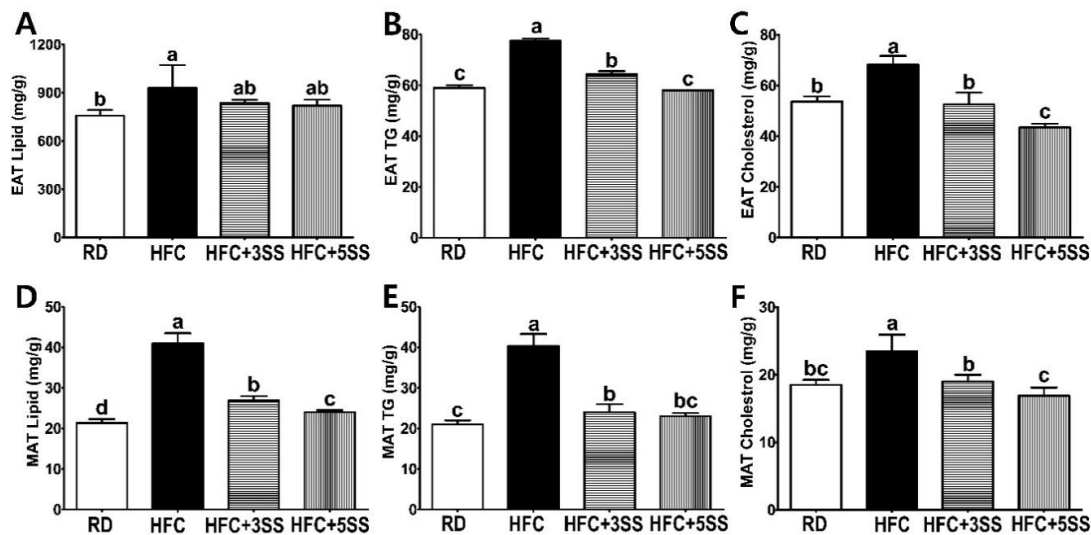 A
EAT Lipid (mg/g)
1200
900
600
300
0
b
a
ab
ab
RD HFC HFC+3SS HFC+5SS
B
EAT TG (mg/g)
80
60
40
20
0
c
a
b
c
RD HFC HFC+3SS HFC+5SS
C
EAT Cholesterol (mg/g)
80
60
40
20
0
b
a
b
c
RD HFC HFC+3SS HFC+5SS
D
MAT Lipid (mg/g)
50
40
30
20
10
0
d
a
b
c
RD HFC HFC+3SS HFC+5SS
E
MAT TG (mg/g)
50
40
30
20
10
0
c
a
b
bc
RD HFC HFC+3SS HFC+5SS
F
MAT Cholestrol (mg/g)
30
20
10
0
bc
a
b
c
RD HFC HFC+3SS HFC+5SS